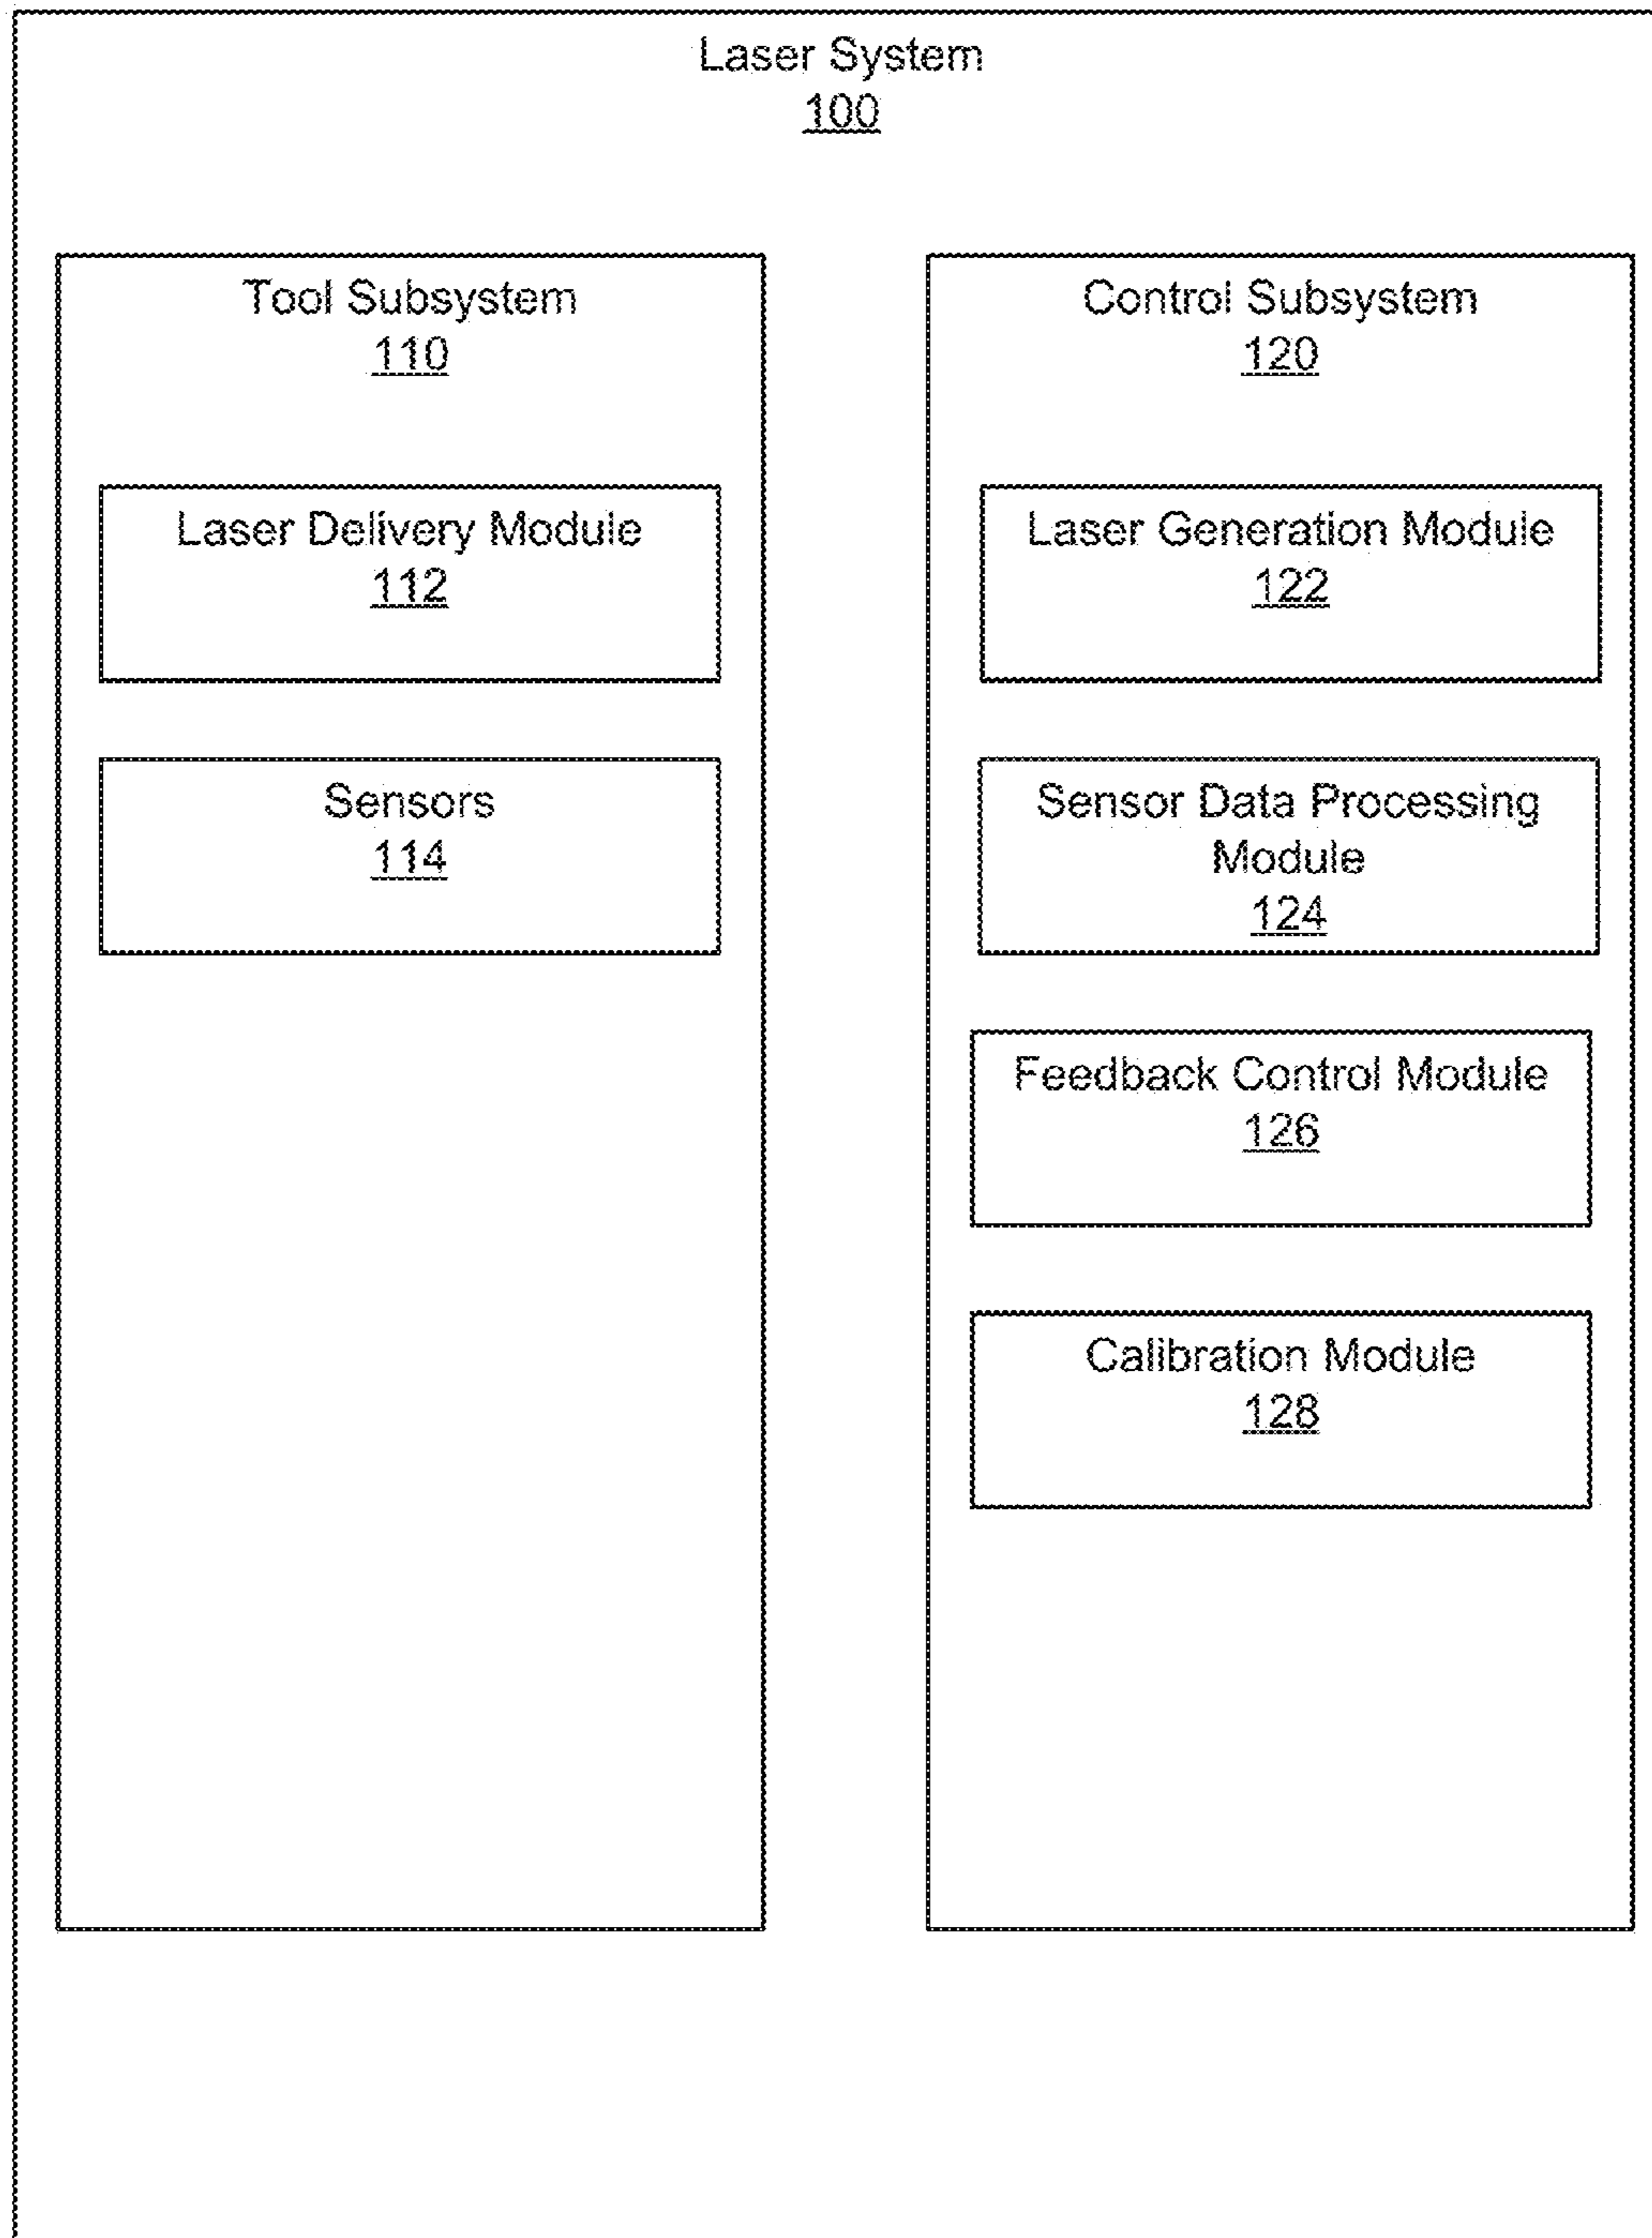 Laser System
100
Tool Subsystem
110
Laser Delivery Module
112
Sensors
114
Control Subsystem
120
Laser Generation Module
122
Sensor Data Processing
Module
124
Feedback Control Module
126
Calibration Module
128